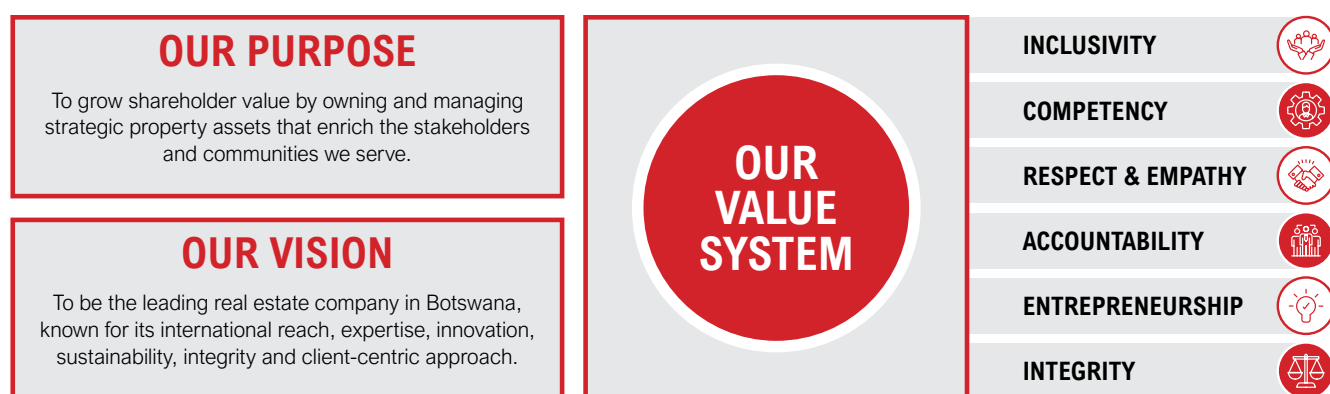 OUR PURPOSE
To grow shareholder value by owning and managing
strategic property assets that enrich the stakeholders
and communities we serve.
OUR VISION
To be the leading real estate company in Botswana,
known for its international reach, expertise, innovation,
sustainability, integrity and client-centric approach.
OUR
VALUE
SYSTEM
INCLUSIVITY
COMPETENCY
RESPECT & EMPATHY
ACCOUNTABILITY
ENTREPRENEURSHIP
INTEGRITY